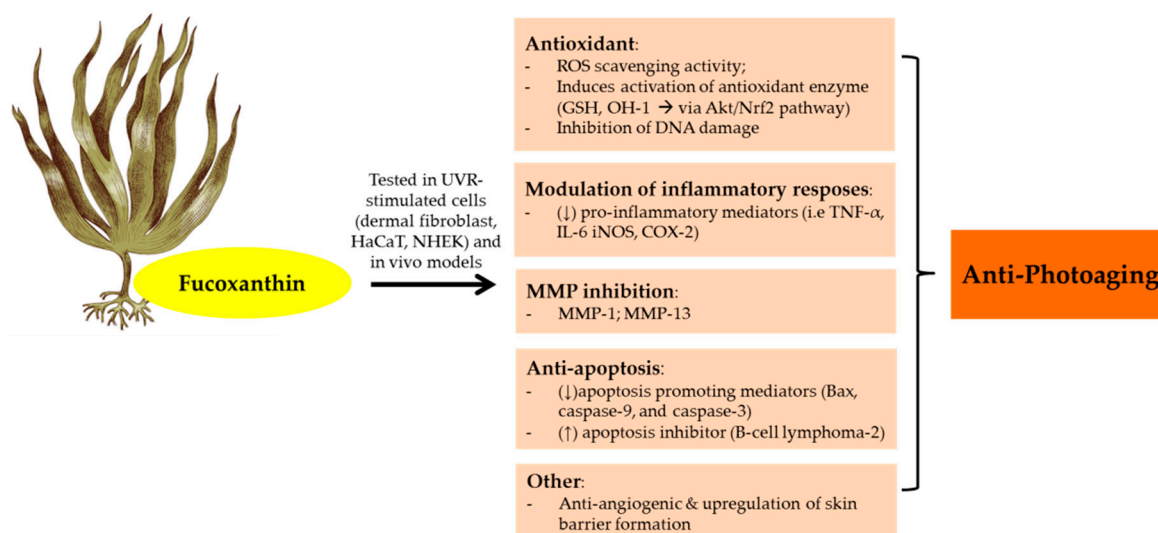 Fucoxanthin
Tested in UVR-
stimulated cells
(dermal fibroblast,
HaCaT, NHEK) and
in vivo models
Antioxidant:
- ROS scavenging activity;
- Induces activation of antioxidant enzyme
(GSH, OH-1 → via Akt/Nrf2 pathway)
- Inhibition of DNA damage
Modulation of inflammatory resposes:
- (↓) pro-inflammatory mediators (i.e TNF-α,
IL-6 iNOS, COX-2)
MMP inhibition:
- MMP-1; MMP-13
Anti-apoptosis:
- (↓)apoptosis promoting mediators (Bax,
caspase-9, and caspase-3)
- (↑) apoptosis inhibitor (B-cell lymphoma-2)
Other:
- Anti-angiogenic & upregulation of skin
barrier formation
Anti-Photoaging